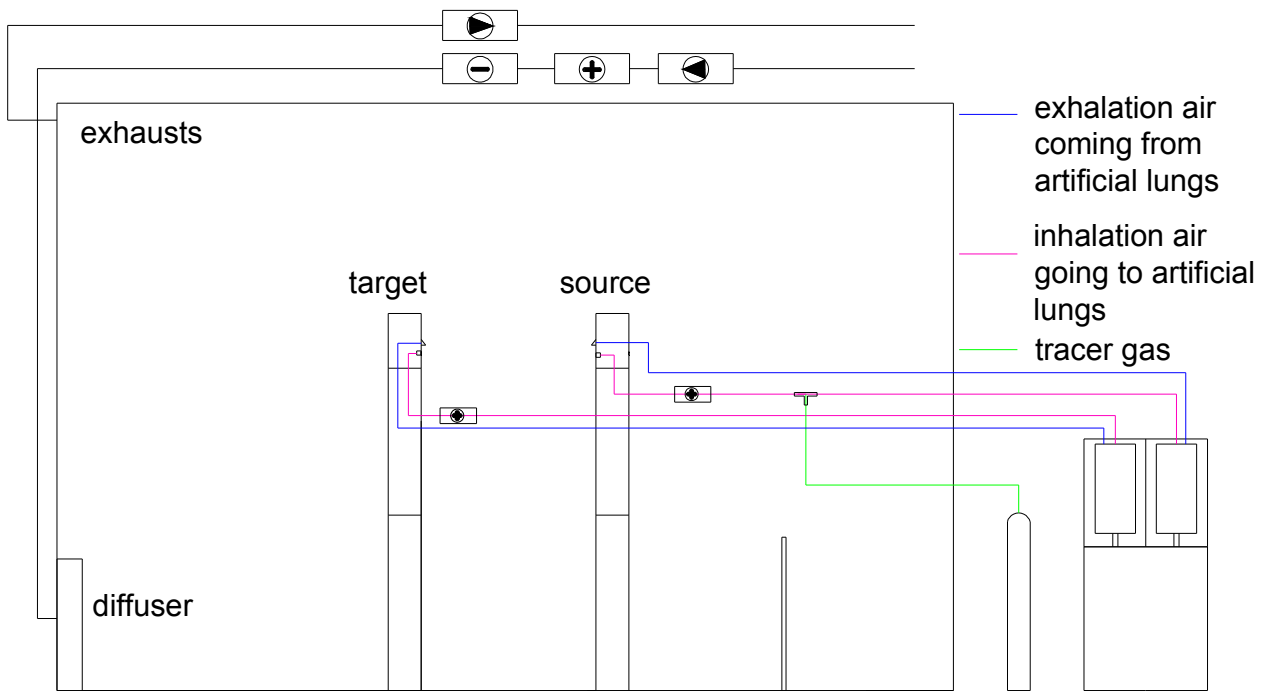 exhausts
target
source
diffuser
exhalation air
coming from
artificial lungs
inhalation air
going to artificial
lungs
tracer gas